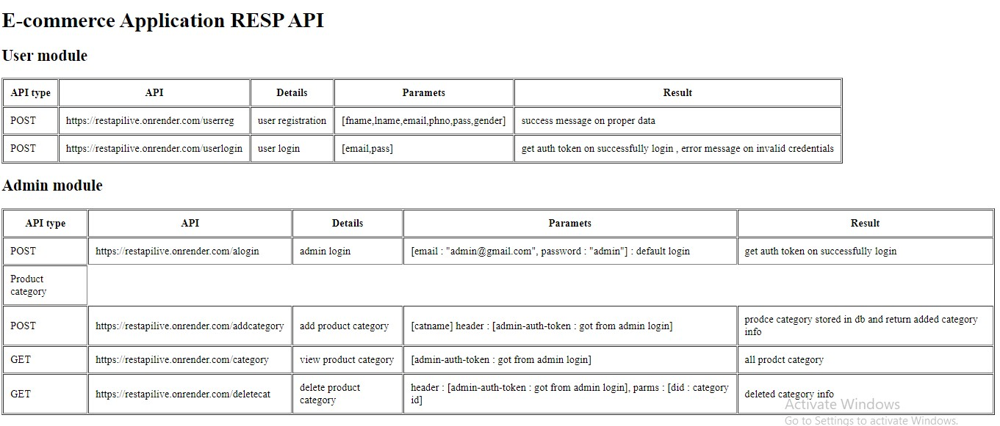 E-commerce Application RESP API
User module
API type API Details Paramets Result
POST https://restapilive.onrender.com/userreg user registration [fname,lname,email,phno,pass,gender] success message on proper data
POST https://restapilive.onrender.com/userlogin user login [email,pass] get auth token on successfully login , error message on invalid credentials
Admin module
API type API Details Paramets Result
POST https://restapilive.onrender.com/alogin admin login [email : "admin@gmail.com", password : "admin"] : default login get auth token on successfully login
Product
category
POST https://restapilive.onrender.com/addcategory add product category [catname] header : [admin-auth-token : got from admin login] prodce category stored in db and return added category
info
GET https://restapilive.onrender.com/category view product category [admin-auth-token : got from admin login] all prodct category
GET https://restapilive.onrender.com/deletecat delete product
category header : [admin-auth-token : got from admin login], parms : [did : category
id] deleted category info
Activate Windows
Go to Settings to activate Windows.